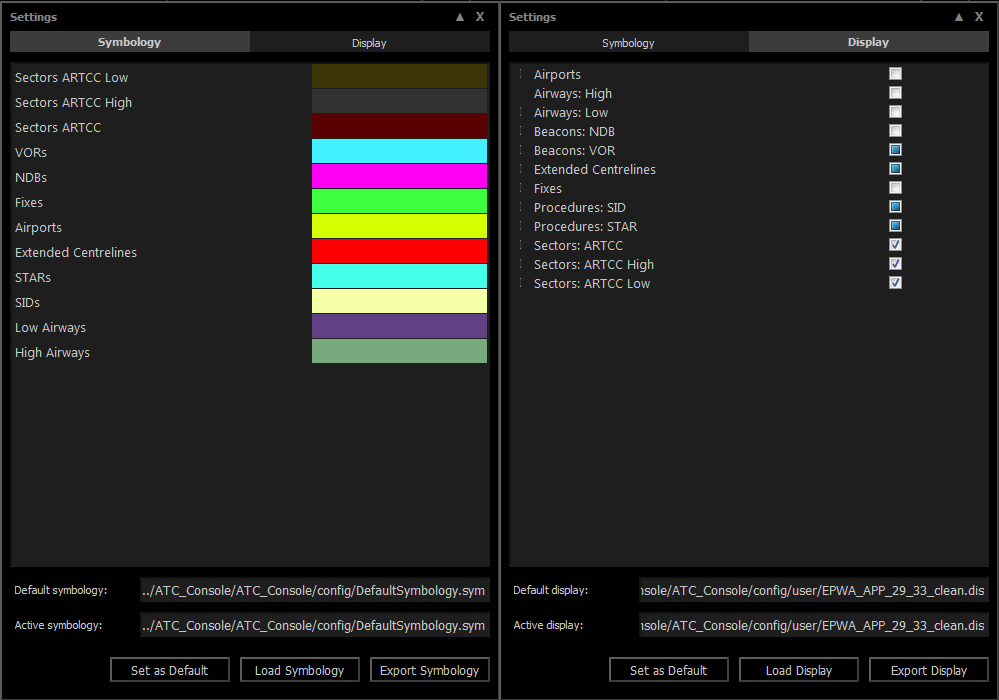 Settings
▲ X
Symbology
Display
Sectors ARTCC Low
Sectors ARTCC High
Sectors ARTCC
VORs
NDBs
Fixes
Airports
Extended Centrelines
STARs
SIDs
Low Airways
High Airways
Default symbology: ../ATC_Console/ATC_Console/config/DefaultSymbology.sym
Active symbology: ../ATC_Console/ATC_Console/config/DefaultSymbology.sym
Set as Default
Load Symbology
Export Symbology
Settings
▲ X
Symbology
Display
Airports
Airways: High
Airways: Low
Beacons: NDB
Beacons: VOR
Extended Centrelines
Fixes
Procedures: SID
Procedures: STAR
Sectors: ARTCC
Sectors: ARTCC High
Sectors: ARTCC Low
Default display: nsole/ATC_Console/config/user/EPWA_APP_29_33_clean.dis
Active display: nsole/ATC_Console/config/user/EPWA_APP_29_33_clean.dis
Set as Default
Load Display
Export Display